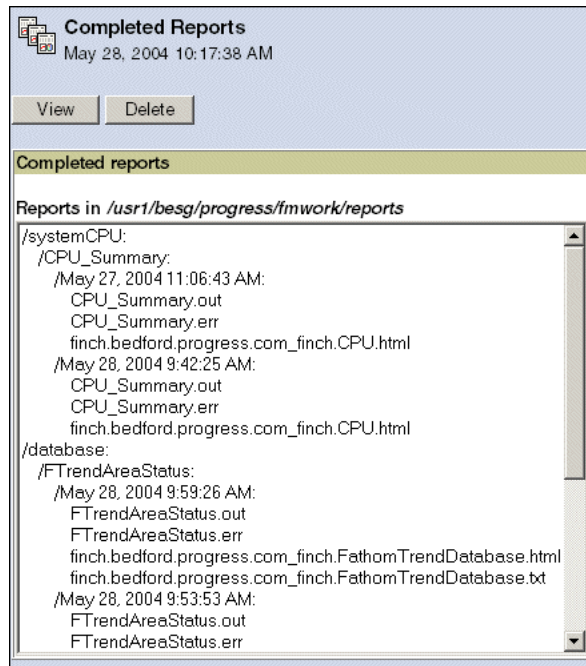 Completed Reports
May 28, 2004 10:17:38 AM
View Delete
Completed reports
Reports in /usr1/besg/progress/fmwork/reports
/systemCPU:
/CPU_Summary:
/May 27, 2004 11:06:43 AM:
CPU_Summary.out
CPU_Summary.err
finch.bedford.progress.com_finch.CPU.html
/May 28, 2004 9:42:25 AM:
CPU_Summary.out
CPU_Summary.err
finch.bedford.progress.com_finch.CPU.html
/database:
/FTrendAreaStatus:
/May 28, 2004 9:59:26 AM:
FTrendAreaStatus.out
FTrendAreaStatus.err
finch.bedford.progress.com_finch.FathomTrendDatabase.html
finch.bedford.progress.com_finch.FathomTrendDatabase.txt
/May 28, 2004 9:53:53 AM:
FTrendAreaStatus.out
FTrendAreaStatus.err